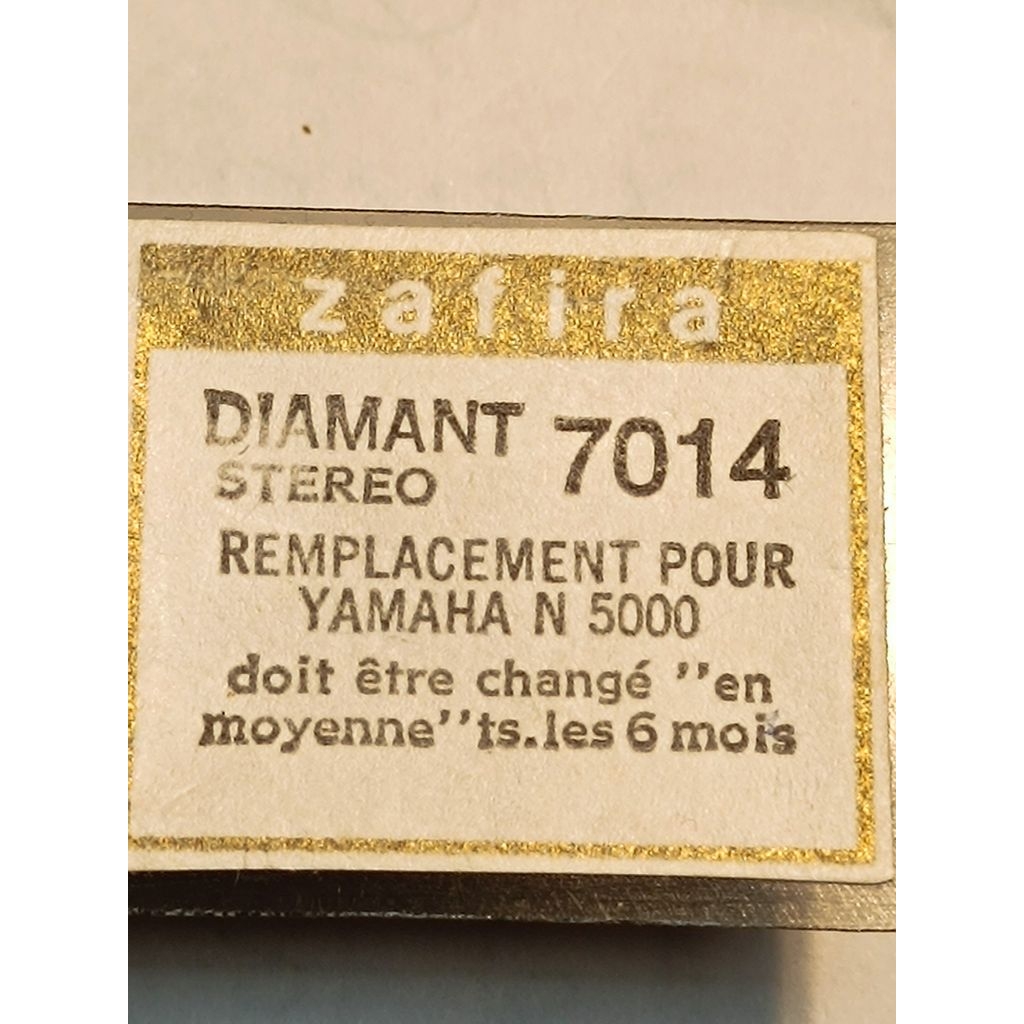 zafira
DIAMANT 7014
STEREO
REMPLACEMENT POUR
YAMAHA N 5000
doit être changé ''en
moyenne'' ts.les 6 mois